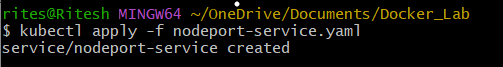 rites@Ritesh MINGW64 ~/OneDrive/Documents/Docker_Lab
$ kubectl apply -f nodeport-service.yaml
service/nodeport-service created